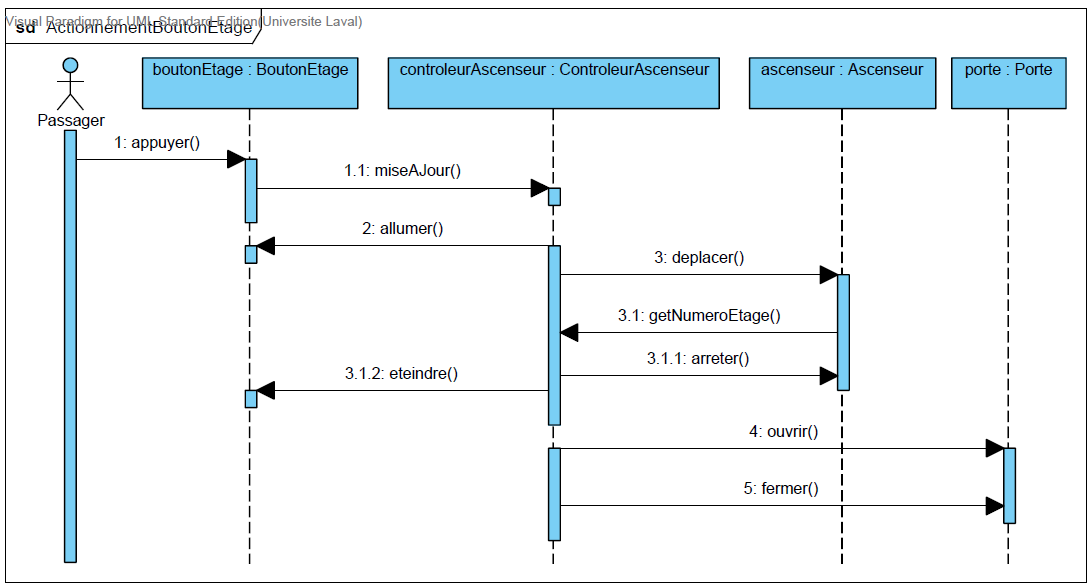 Visual Paradigm for UML Standard Edition(Universite Laval)
sd ActionnementBoutonEtage
boutonEtage : BoutonEtage
controleurAscenseur : ControleurAscenseur
ascenseur : Ascenseur
porte : Porte
Passager
1: appuyer()
1.1: miseAJour()
2: allumer()
3: deplacer()
3.1: getNumeroEtage()
3.1.1: arreter()
3.1.2: eteindre()
4: ouvrir()
5: fermer()